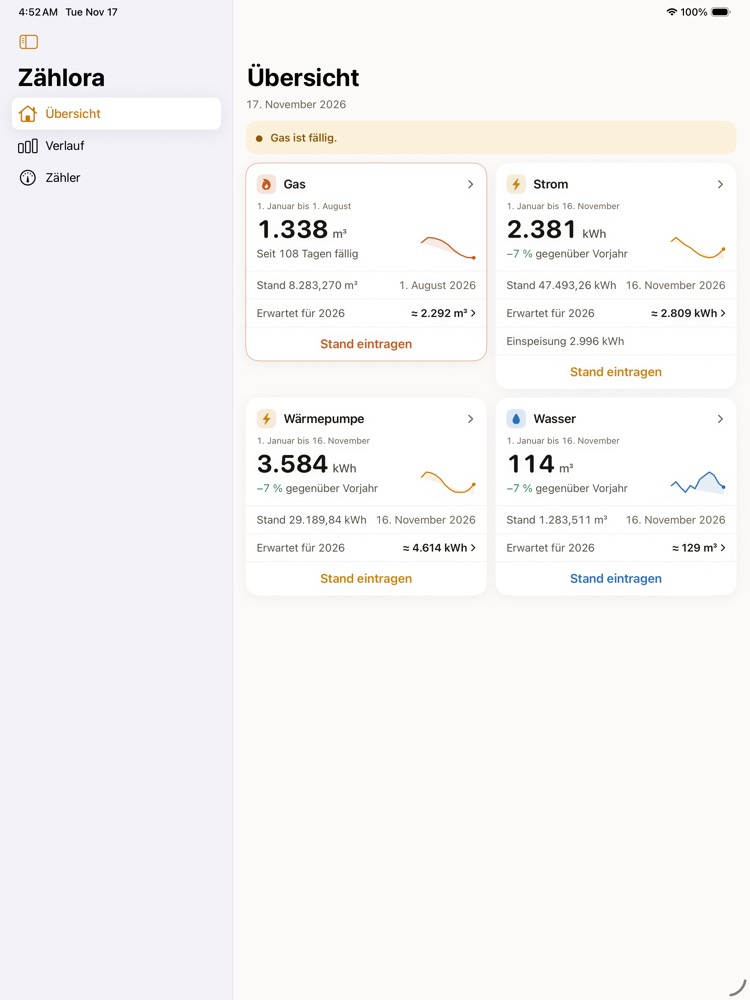 4:52 AM Tue Nov 17
100%
Zählora
Übersicht
Verlauf
Zähler
Übersicht
17. November 2026
Gas ist fällig.
Gas
1. Januar bis 1. August
1.338 m³
Seit 108 Tagen fällig
Stand 8.283,270 m³ 1. August 2026
Erwartet für 2026 ≈ 2.292 m³
Stand eintragen
Strom
1. Januar bis 16. November
2.381 kWh
−7 % gegenüber Vorjahr
Stand 47.493,26 kWh 16. November 2026
Erwartet für 2026 ≈ 2.809 kWh
Einspeisung 2.996 kWh
Stand eintragen
Wärmepumpe
1. Januar bis 16. November
3.584 kWh
−7 % gegenüber Vorjahr
Stand 29.189,84 kWh 16. November 2026
Erwartet für 2026 ≈ 4.614 kWh
Stand eintragen
Wasser
1. Januar bis 16. November
114 m³
−7 % gegenüber Vorjahr
Stand 1.283,511 m³ 16. November 2026
Erwartet für 2026 ≈ 129 m³
Stand eintragen